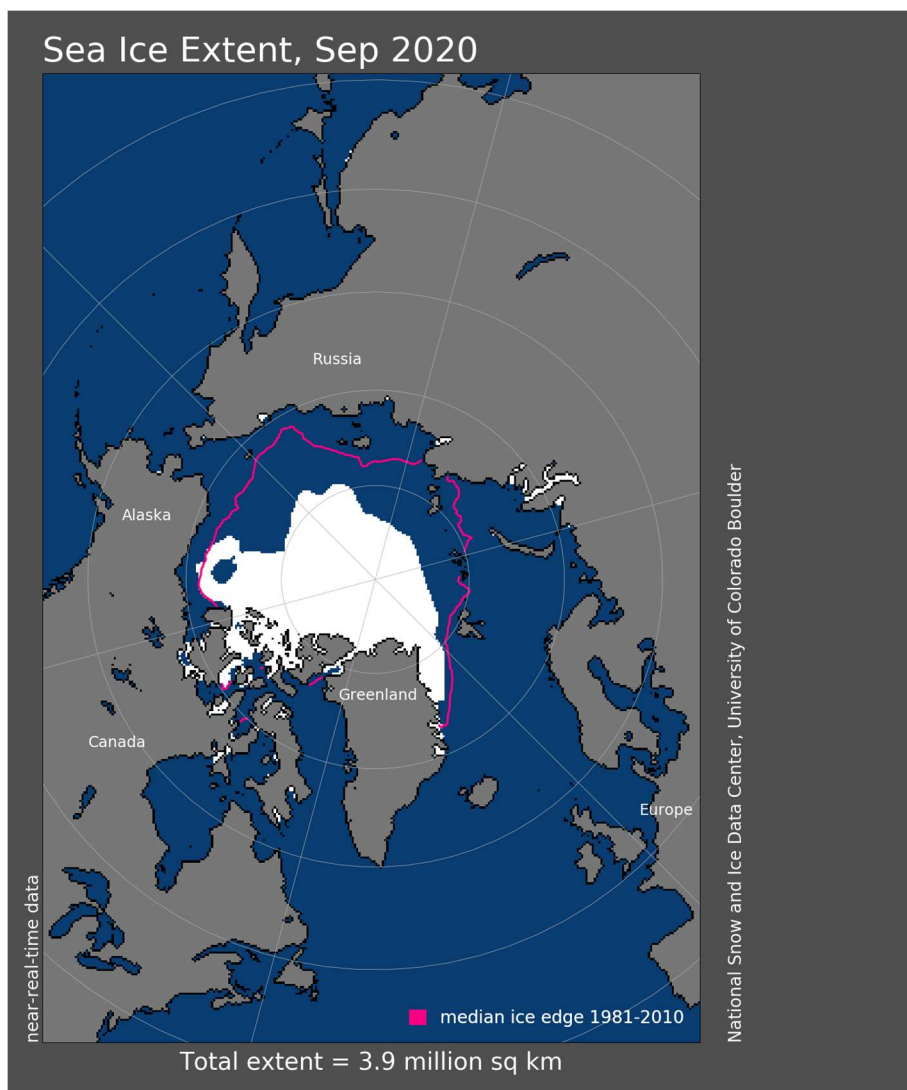 Sea Ice Extent, Sep 2020
Russia
Alaska
Greenland
Canada
Europe
near-real-time data
National Snow and Ice Data Center, University of Colorado Boulder
median ice edge 1981-2010
Total extent = 3.9 million sq km